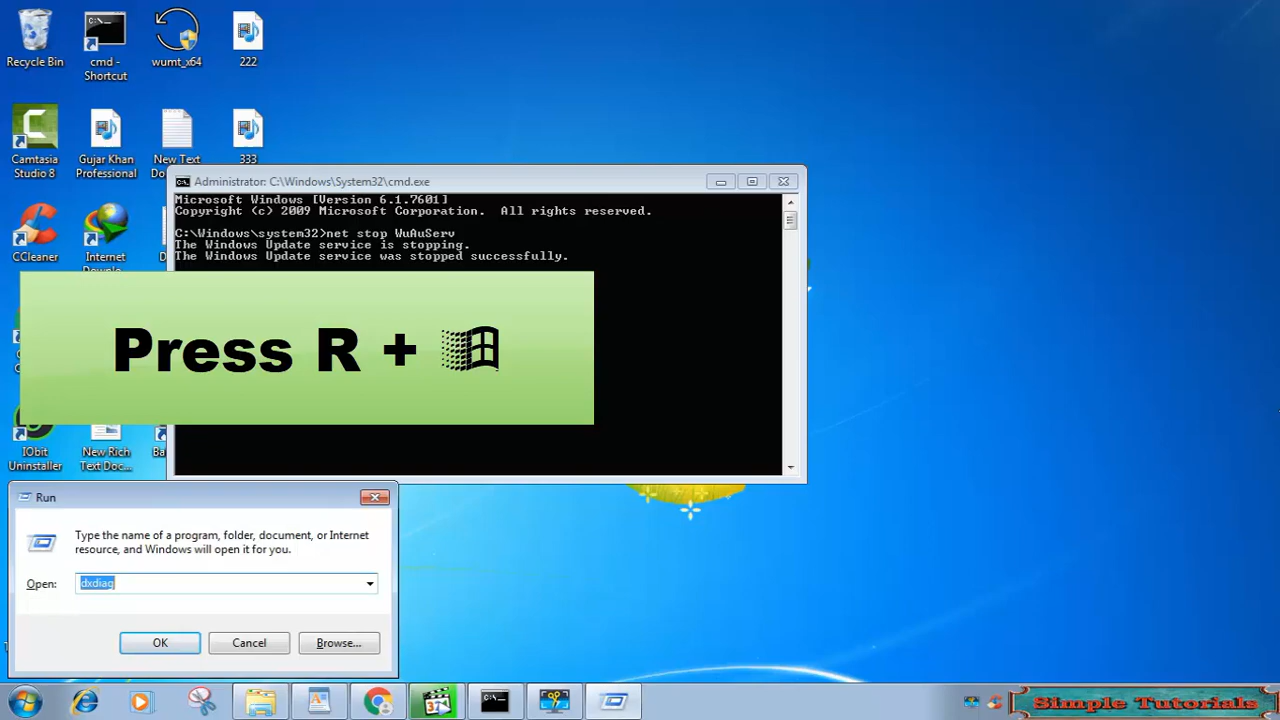 Recycle Bin
cmd -
Shortcut
wumt_x64
222
Camtasia
Studio 8
Gujar Khan
Professional
New Text
333
Administrator: C:\Windows\System32\cmd.exe
Microsoft Windows [Version 6.1.7601]
Copyright (c) 2009 Microsoft Corporation. All rights reserved.
C:\Windows\system32>net stop WuAuServ
The Windows Update service is stopping.
The Windows Update service was stopped successfully.
CCleaner
Internet
Press R +
IObit
Uninstaller
New Rich
Text Doc...
Run
Type the name of a program, folder, document, or Internet
resource, and Windows will open it for you.
Open:
dxdiag
OK
Cancel
Browse...
Simple Tutorials